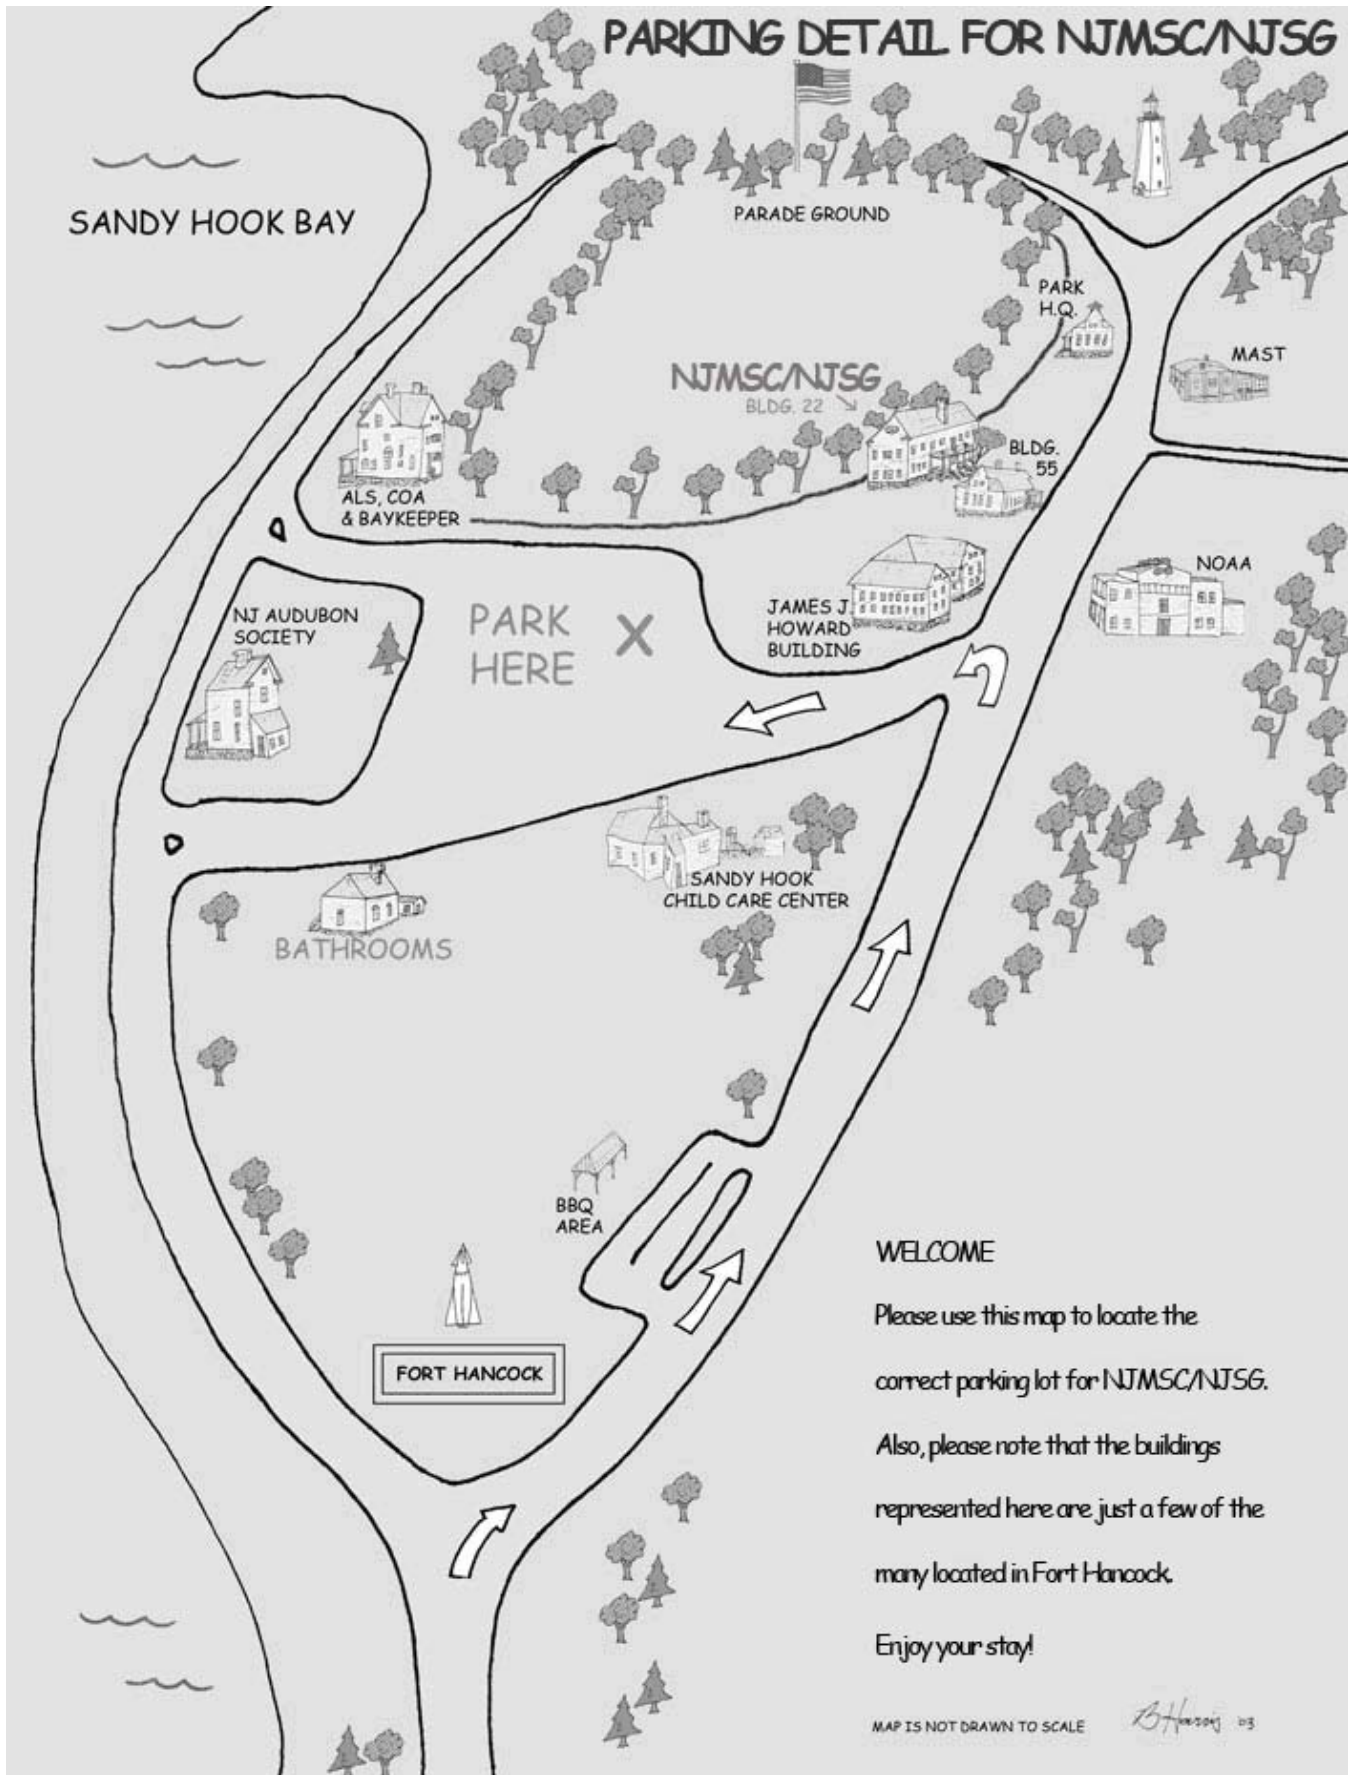 PARKING DETAIL FOR NJMSC/NJSG
SANDY HOOK BAY
PARADE GROUND
PARK
H.Q.
MAST
NJMSC/NJSG
BLDG. 22
BLDG.
55
ALS, COA
& BAYKEEPER
NOAA
NJ AUDUBON
SOCIETY
PARK
HERE
X
JAMES J.
HOWARD
BUILDING
SANDY HOOK
CHILD CARE CENTER
BATHROOMS
BBQ
AREA
FORT HANCOCK
WELCOME
Please use this map to locate the
correct parking lot for NJMSC/NJSG.
Also, please note that the buildings
represented here are just a few of the
many located in Fort Hancock.
Enjoy your stay!
MAP IS NOT DRAWN TO SCALE
03